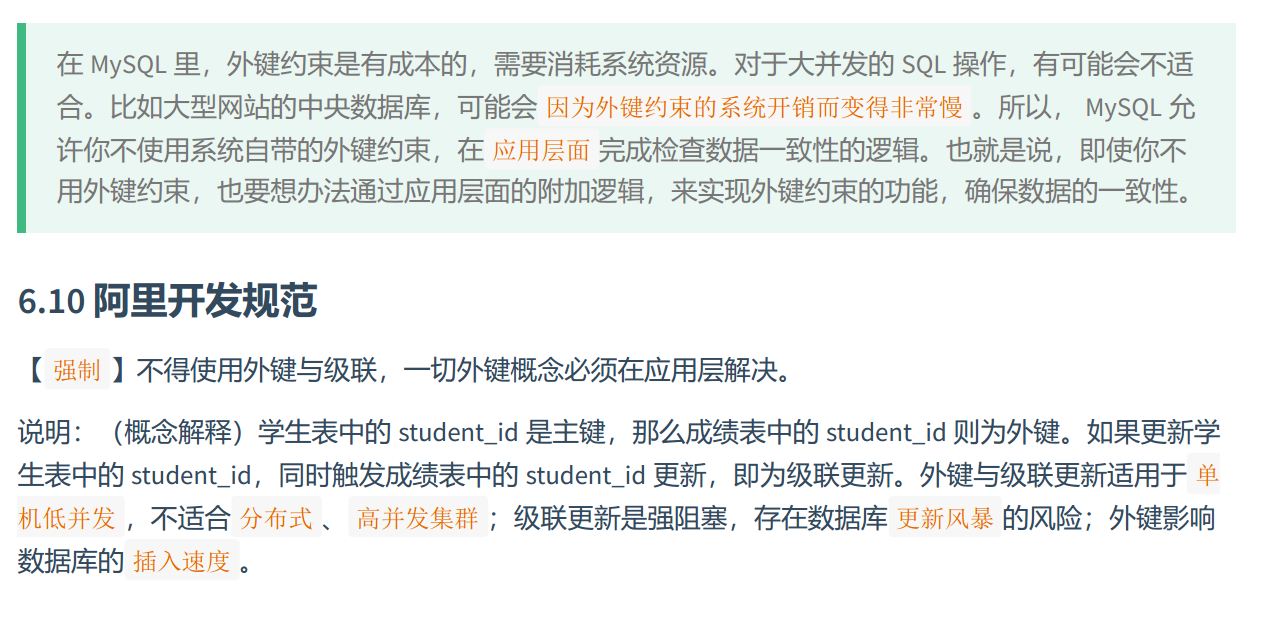 在 MySQL 里，外键约束是有成本的，需要消耗系统资源。对于大并发的 SQL 操作，有可能会不适
合。比如大型网站的中央数据库，可能会 因为外键约束的系统开销而变得非常慢 。所以， MySQL 允
许你不使用系统自带的外键约束，在 应用层面 完成检查数据一致性的逻辑。也就是说，即使你不
用外键约束，也要想办法通过应用层面的附加逻辑，来实现外键约束的功能，确保数据的一致性。
6.10 阿里开发规范
【 强制 】不得使用外键与级联，一切外键概念必须在应用层解决。
说明：（概念解释）学生表中的 student_id 是主键，那么成绩表中的 student_id 则为外键。如果更新学
生表中的 student_id，同时触发成绩表中的 student_id 更新，即为级联更新。外键与级联更新适用于 单
机低并发 ，不适合 分布式 、 高并发集群 ；级联更新是强阻塞，存在数据库 更新风暴 的风险；外键影响
数据库的 插入速度 。